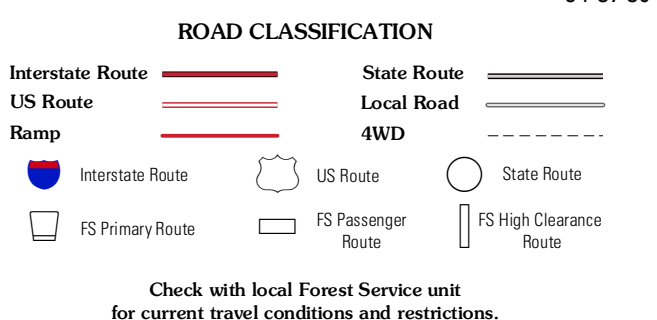 ROAD CLASSIFICATION
Interstate Route
State Route
US Route
Local Road
Ramp
4WD
Interstate Route
US Route
State Route
FS Primary Route
FS Passenger
Route
FS High Clearance
Route
Check with local Forest Service unit
for current travel conditions and restrictions.